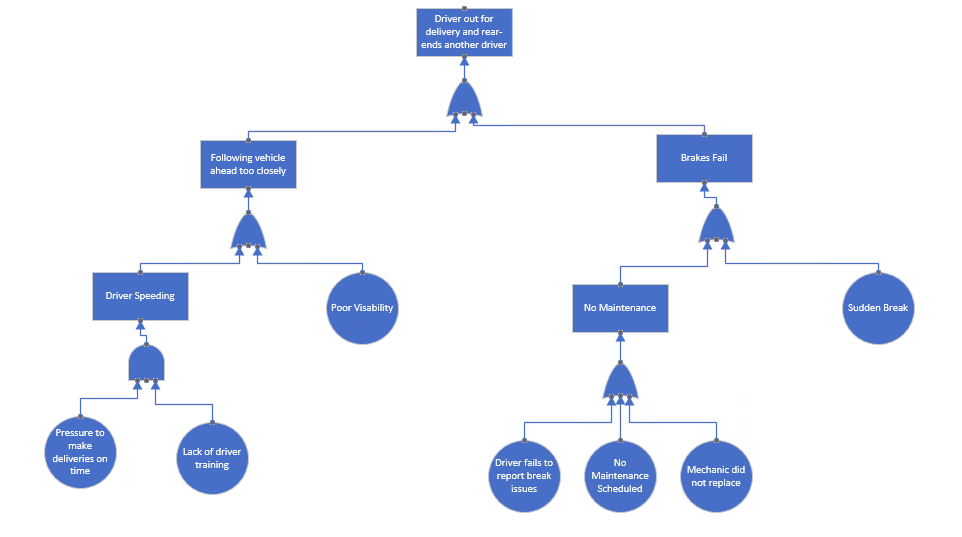 Driver out for
delivery and rear-
ends another driver
Following vehicle
ahead too closely
Brakes Fail
Driver Speeding
Poor Visability
No Maintenance
Sudden Break
Pressure to
make
deliveries on
time
Lack of driver
training
Driver fails to
report break
issues
No
Maintenance
Scheduled
Mechanic did
not replace